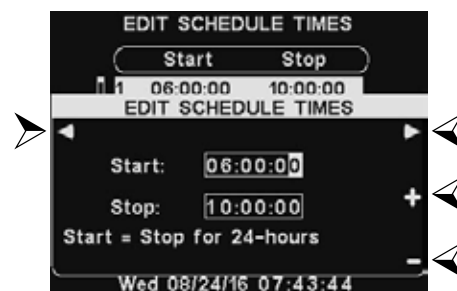 EDIT SCHEDULE TIMES
Start Stop
1 06:00:00 10:00:00
EDIT SCHEDULE TIMES
Start: 06:00:00
Stop: 10:00:00
+
Start = Stop for 24-hours
-
Wed 08/24/16 07:43:44